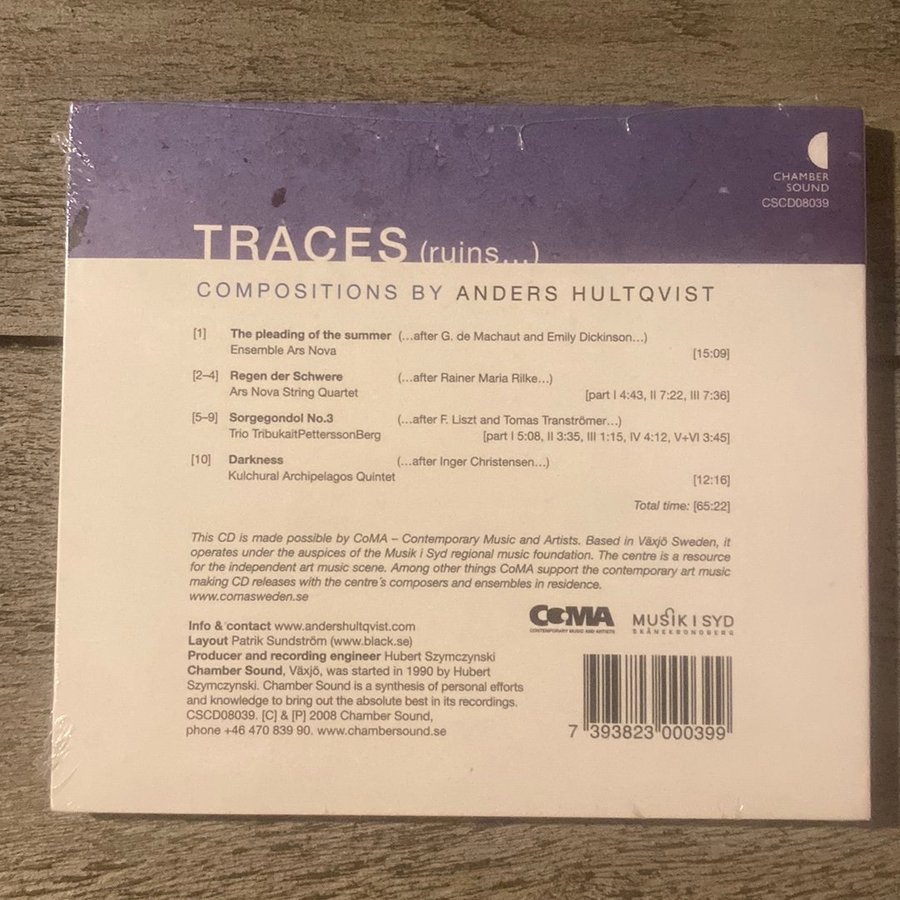 CHAMBER
SOUND
CSCD08039
TRACES (ruins...)
COMPOSITIONS BY ANDERS HULTQVIST
[1] The pleading of the summer (...after G. de Machaut and Emily Dickinson...)
Ensemble Ars Nova [15:09]
[2–4] Regen der Schwere (...after Rainer Maria Rilke...)
Ars Nova String Quartet [part I 4:43, II 7:22, III 7:36]
[5–9] Sorgegondol No.3 (...after F. Liszt and Tomas Tranströmer...)
Trio TribukaitPetterssonBerg [part I 5:08, II 3:35, III 1:15, IV 4:12, V+VI 3:45]
[10] Darkness (...after Inger Christensen...)
Kulchural Archipelagos Quintet [12:16]
Total time: [65:22]
This CD is made possible by CoMA – Contemporary Music and Artists. Based in Växjö Sweden, it
operates under the auspices of the Musik i Syd regional music foundation. The centre is a resource
for the independent art music scene. Among other things CoMA support the contemporary art music
making CD releases with the centre´s composers and ensembles in residence.
www.comasweden.se
CoMA
CONTEMPORARY MUSIC AND ARTISTS
MUSIK I SYD
SKÅNEKRONOBERG
Info & contact www.andershultqvist.com
Layout Patrik Sundström (www.black.se)
Producer and recording engineer Hubert Szymczynski
Chamber Sound, Växjö, was started in 1990 by Hubert
Szymczynski. Chamber Sound is a synthesis of personal efforts
and knowledge to bring out the absolute best in its recordings.
CSCD08039. [C] & [P] 2008 Chamber Sound,
phone +46 470 839 90. www.chambersound.se
7 393823 000399